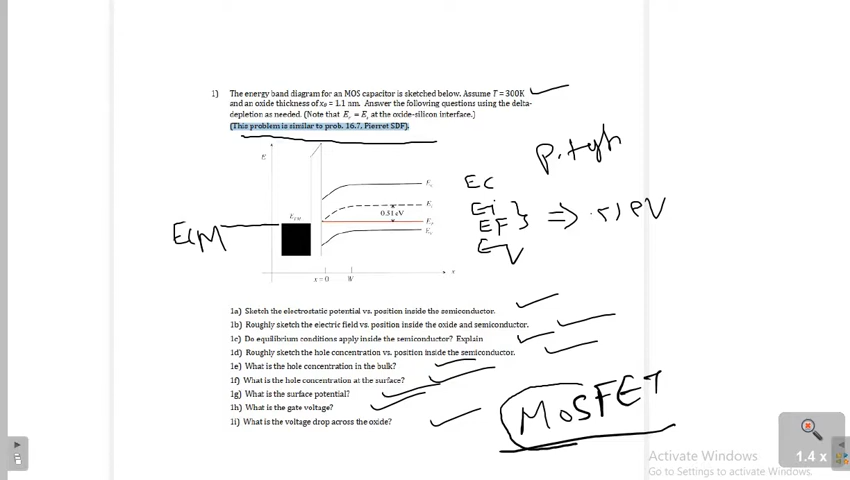 1) The energy band diagram for an MOS capacitor is sketched below. Assume T = 300K
and an oxide thickness of x₀ = 1.1 nm. Answer the following questions using the delta-
depletion as needed. (Note that Eᵢ = E_F at the oxide-silicon interface.)
(This problem is similar to prob. 16.7, Pierret SDF).
P-type
E
E_c
EC
E_i
Ei
0.51 eV
EF => .51eV
E_FM
E_F
EFM
E_v
EV
x = 0 W x
1a) Sketch the electrostatic potential vs. position inside the semiconductor.
1b) Roughly sketch the electric field vs. position inside the oxide and semiconductor.
1c) Do equilibrium conditions apply inside the semiconductor? Explain
1d) Roughly sketch the hole concentration vs. position inside the semiconductor.
1e) What is the hole concentration in the bulk?
1f) What is the hole concentration at the surface?
1g) What is the surface potential?
1h) What is the gate voltage?
1i) What is the voltage drop across the oxide?
MOSFET
1.4 x
Activate Windows
Go to Settings to activate Windows.